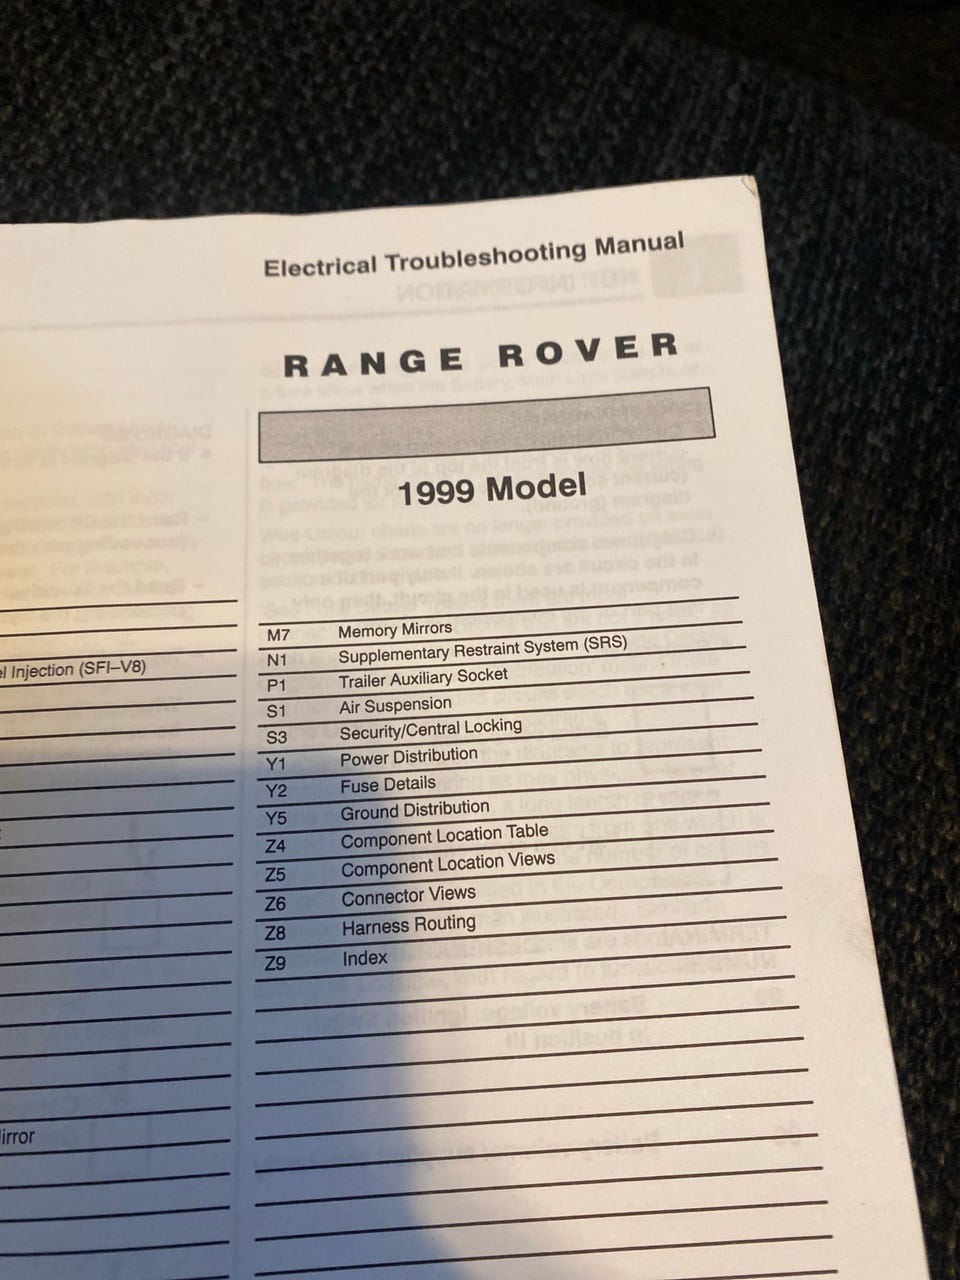 Electrical Troubleshooting Manual
RANGE ROVER
1999 Model
Injection (SFI–V8)
M7 Memory Mirrors
N1 Supplementary Restraint System (SRS)
P1 Trailer Auxiliary Socket
S1 Air Suspension
S3 Security/Central Locking
Y1 Power Distribution
Y2 Fuse Details
Y5 Ground Distribution
Z4 Component Location Table
Z5 Component Location Views
Z6 Connector Views
Z8 Harness Routing
Z9 Index